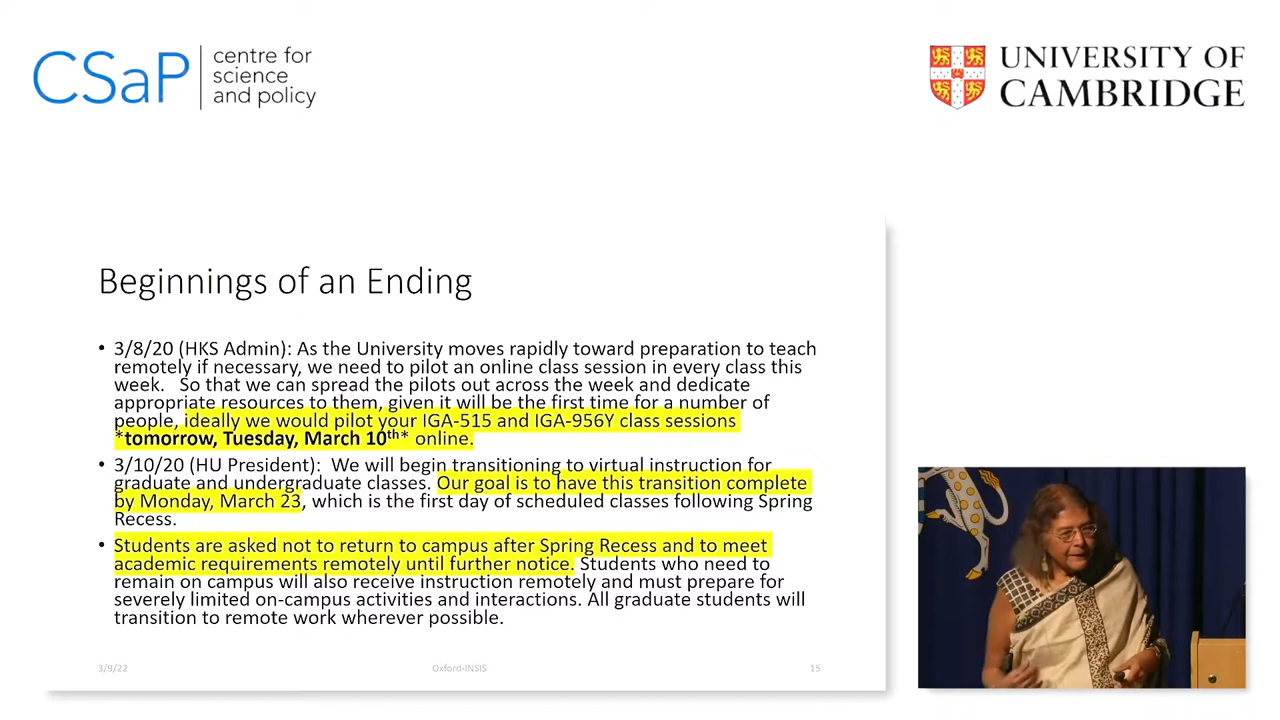 CSaP
centre for
science
and policy
UNIVERSITY OF
CAMBRIDGE
Beginnings of an Ending
• 3/8/20 (HKS Admin): As the University moves rapidly toward preparation to teach
remotely if necessary, we need to pilot an online class session in every class this
week. So that we can spread the pilots out across the week and dedicate
appropriate resources to them, given it will be the first time for a number of
people, ideally we would pilot your IGA-515 and IGA-956Y class sessions
*tomorrow, Tuesday, March 10th* online.
• 3/10/20 (HU President): We will begin transitioning to virtual instruction for
graduate and undergraduate classes. Our goal is to have this transition complete
by Monday, March 23, which is the first day of scheduled classes following Spring
Recess.
• Students are asked not to return to campus after Spring Recess and to meet
academic requirements remotely until further notice. Students who need to
remain on campus will also receive instruction remotely and must prepare for
severely limited on-campus activities and interactions. All graduate students will
transition to remote work wherever possible.
3/9/22
Oxford-INSIS
15